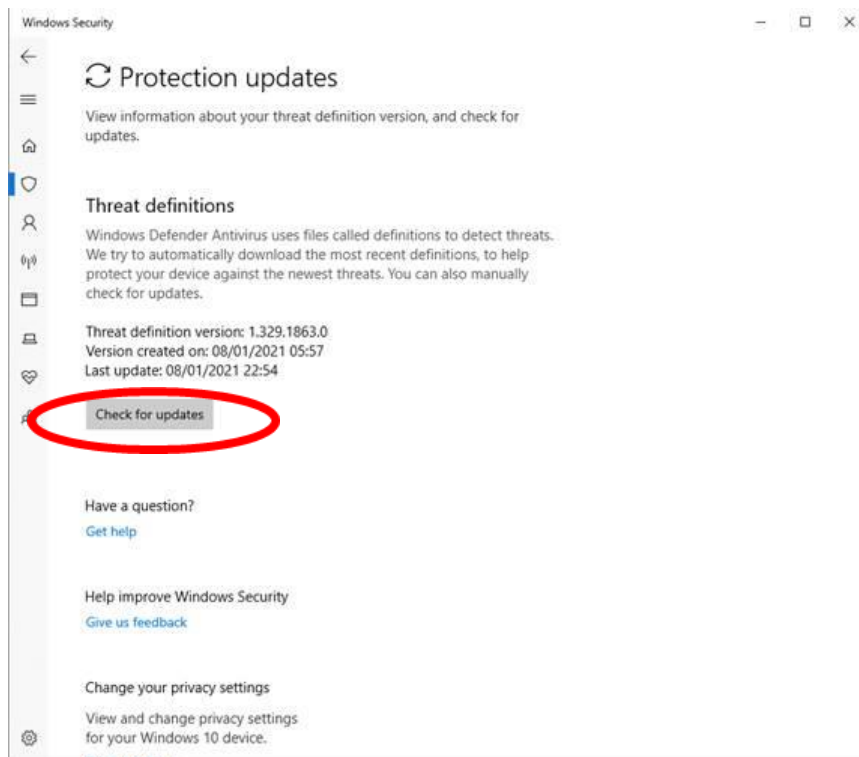 Windows Security
Protection updates
View information about your threat definition version, and check for
updates.
Threat definitions
Windows Defender Antivirus uses files called definitions to detect threats.
We try to automatically download the most recent definitions, to help
protect your device against the newest threats. You can also manually
check for updates.
Threat definition version: 1.329.1863.0
Version created on: 08/01/2021 05:57
Last update: 08/01/2021 22:54
Check for updates
Have a question?
Get help
Help improve Windows Security
Give us feedback
Change your privacy settings
View and change privacy settings
for your Windows 10 device.